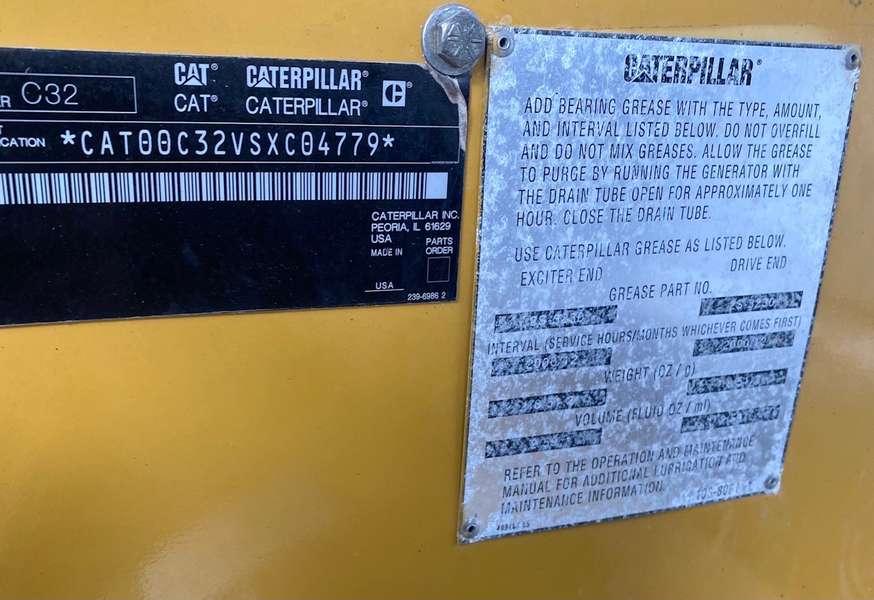 C32
CAT® CATERPILLAR®
CAT® CATERPILLAR®
*CAT00C32VSXC04779*
CATERPILLAR INC.
PEORIA, IL 61629
USA
MADE IN
PARTS
ORDER
USA
239-6986 2
CATERPILLAR®
ADD BEARING GREASE WITH THE TYPE, AMOUNT,
AND INTERVAL LISTED BELOW. DO NOT OVERFILL
AND DO NOT MIX GREASES. ALLOW THE GREASE
TO PURGE BY RUNNING THE GENERATOR WITH
THE DRAIN TUBE OPEN FOR APPROXIMATELY ONE
HOUR. CLOSE THE DRAIN TUBE.
USE CATERPILLAR GREASE AS LISTED BELOW.
EXCITER END DRIVE END
GREASE PART NO.
INTERVAL (SERVICE HOURS/MONTHS WHICHEVER COMES FIRST)
WEIGHT (OZ / g)
VOLUME (FLUID OZ / ml)
REFER TO THE OPERATION AND MAINTENANCE
MANUAL FOR ADDITIONAL LUBRICATION AND
MAINTENANCE INFORMATION.